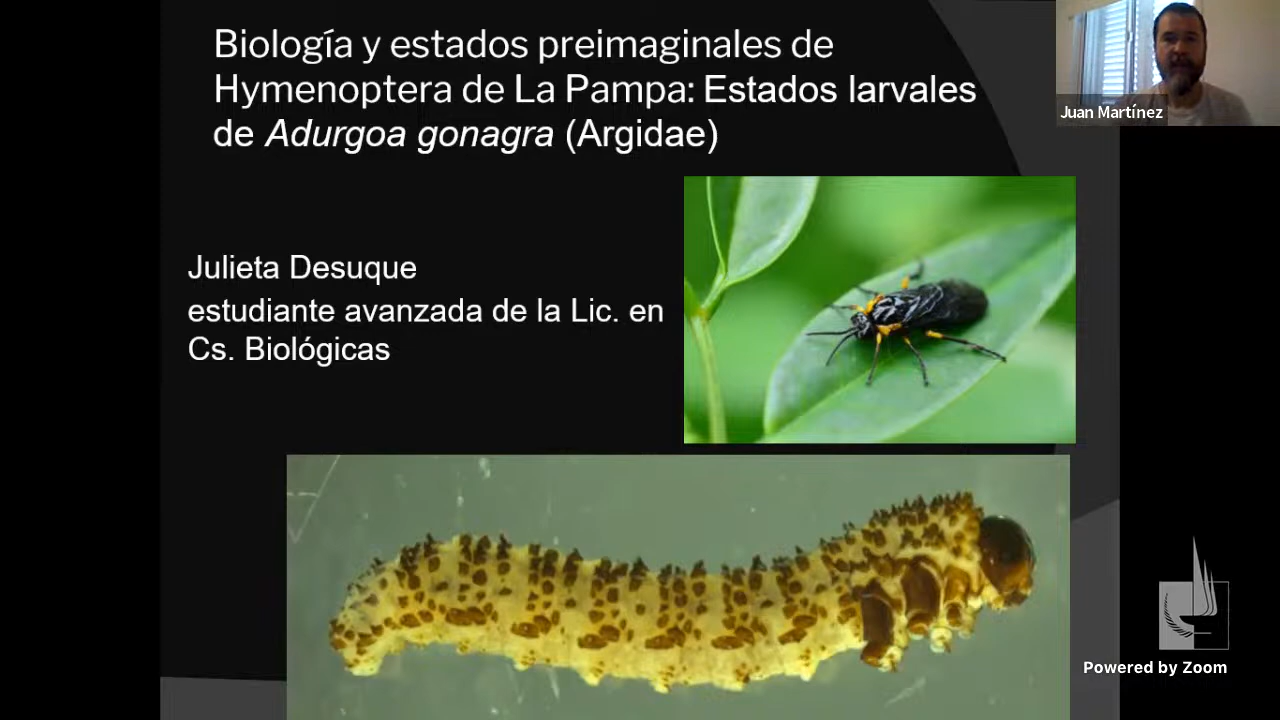 Biología y estados preimaginales de
Hymenoptera de La Pampa: Estados larvales
de Adurgoa gonagra (Argidae)
Juan Martínez
Julieta Desuque
estudiante avanzada de la Lic. en
Cs. Biológicas
Powered by Zoom